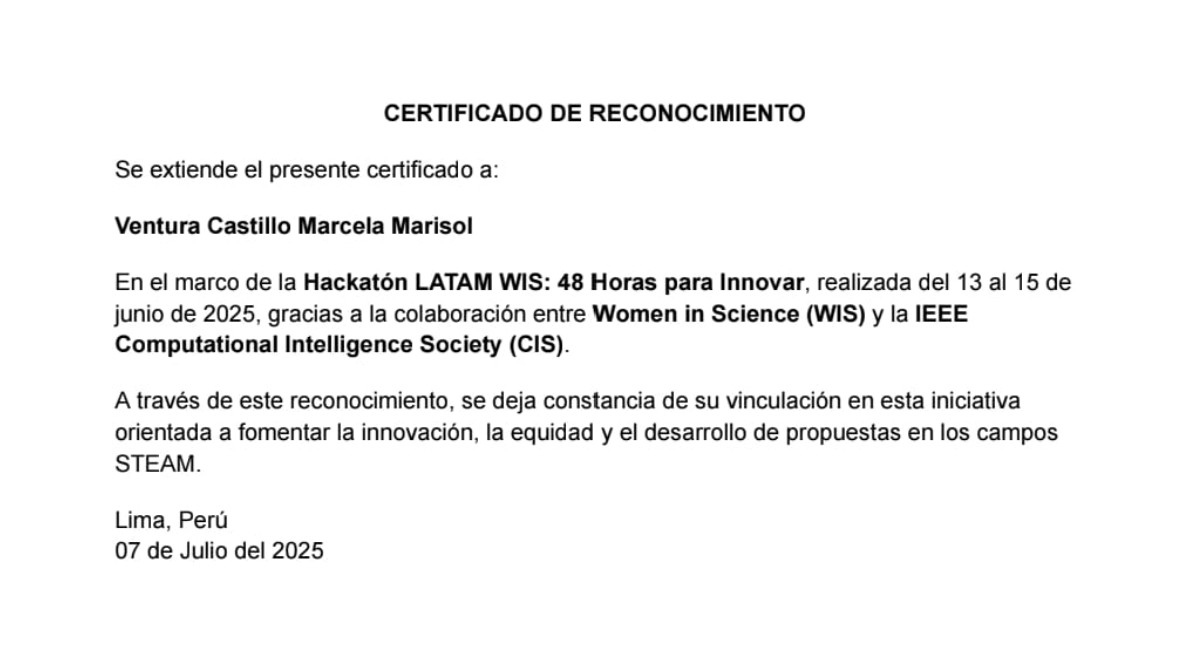 CERTIFICADO DE RECONOCIMIENTO
Se extiende el presente certificado a:
Ventura Castillo Marcela Marisol
En el marco de la Hackatón LATAM WIS: 48 Horas para Innovar, realizada del 13 al 15 de
junio de 2025, gracias a la colaboración entre Women in Science (WIS) y la IEEE
Computational Intelligence Society (CIS).
A través de este reconocimiento, se deja constancia de su vinculación en esta iniciativa
orientada a fomentar la innovación, la equidad y el desarrollo de propuestas en los campos
STEAM.
Lima, Perú
07 de Julio del 2025